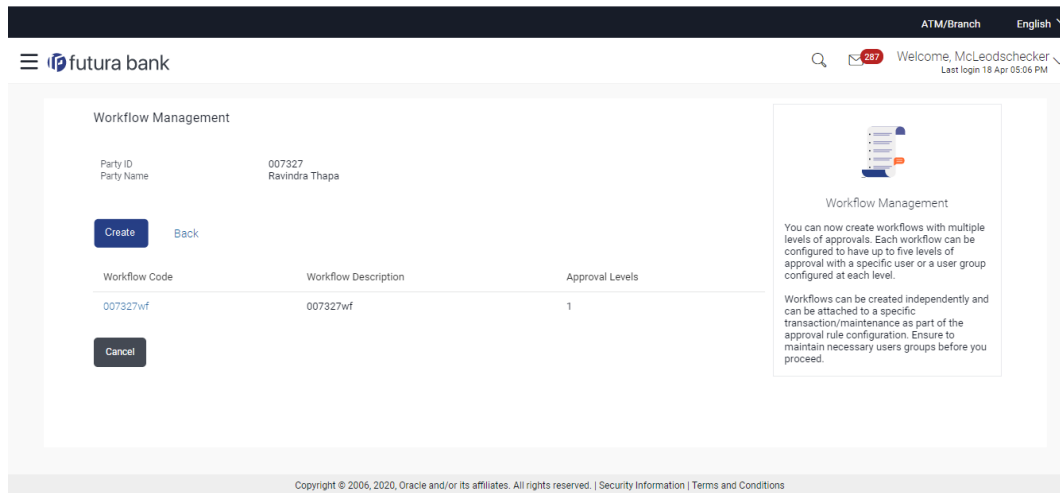 ATM/Branch English
futura bank
287
Welcome, McLeodschecker
Last login 18 Apr 05:06 PM
Workflow Management
Party ID 007327
Party Name Ravindra Thapa
Create Back
Workflow Code Workflow Description Approval Levels
007327wf 007327wf 1
Cancel
Workflow Management
You can now create workflows with multiple
levels of approvals. Each workflow can be
configured to have up to five levels of
approval with a specific user or a user group
configured at each level.
Workflows can be created independently and
can be attached to a specific
transaction/maintenance as part of the
approval rule configuration. Ensure to
maintain necessary users groups before you
proceed.
Copyright © 2006, 2020, Oracle and/or its affiliates. All rights reserved. | Security Information | Terms and Conditions